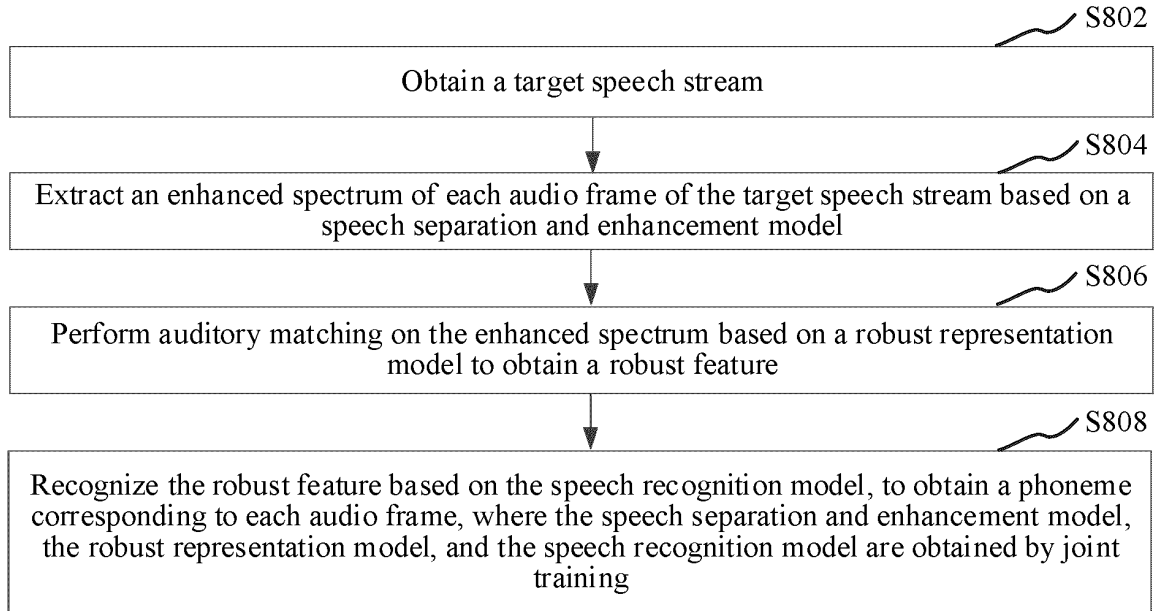 S802
Obtain a target speech stream
S804
Extract an enhanced spectrum of each audio frame of the target speech stream based on a
speech separation and enhancement model
S806
Perform auditory matching on the enhanced spectrum based on a robust representation
model to obtain a robust feature
S808
Recognize the robust feature based on the speech recognition model, to obtain a phoneme
corresponding to each audio frame, where the speech separation and enhancement model,
the robust representation model, and the speech recognition model are obtained by joint
training